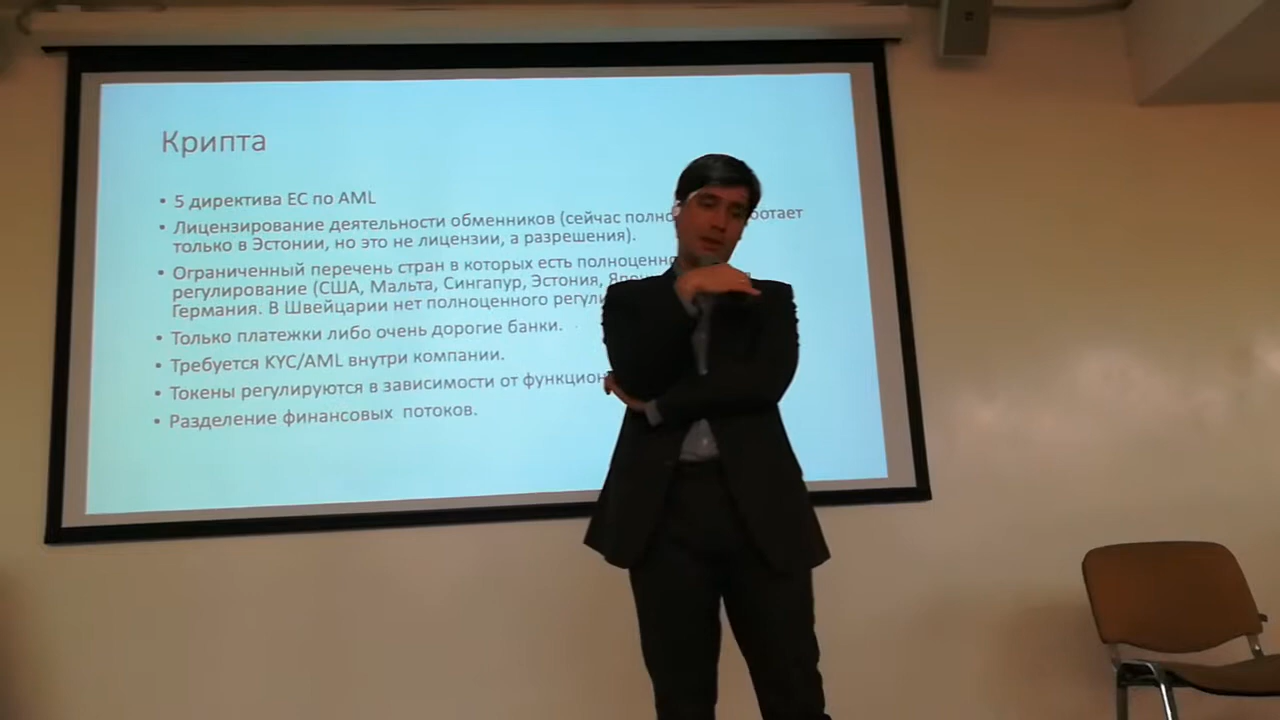 Крипта
• 5 директива ЕС по AML
• Лицензирование деятельности обменников (сейчас
только в Эстонии, но это не лицензии, а разрешения).
• Ограниченный перечень стран в которых есть
регулирование (США, Мальта, Сингапур, Эстония,
Германия. В Швейцарии нет полноценного
• Только платежки либо очень дорогие банки.
• Требуется KYC/AML внутри компании.
• Токены регулируются в зависимости от
• Разделение финансовых потоков.